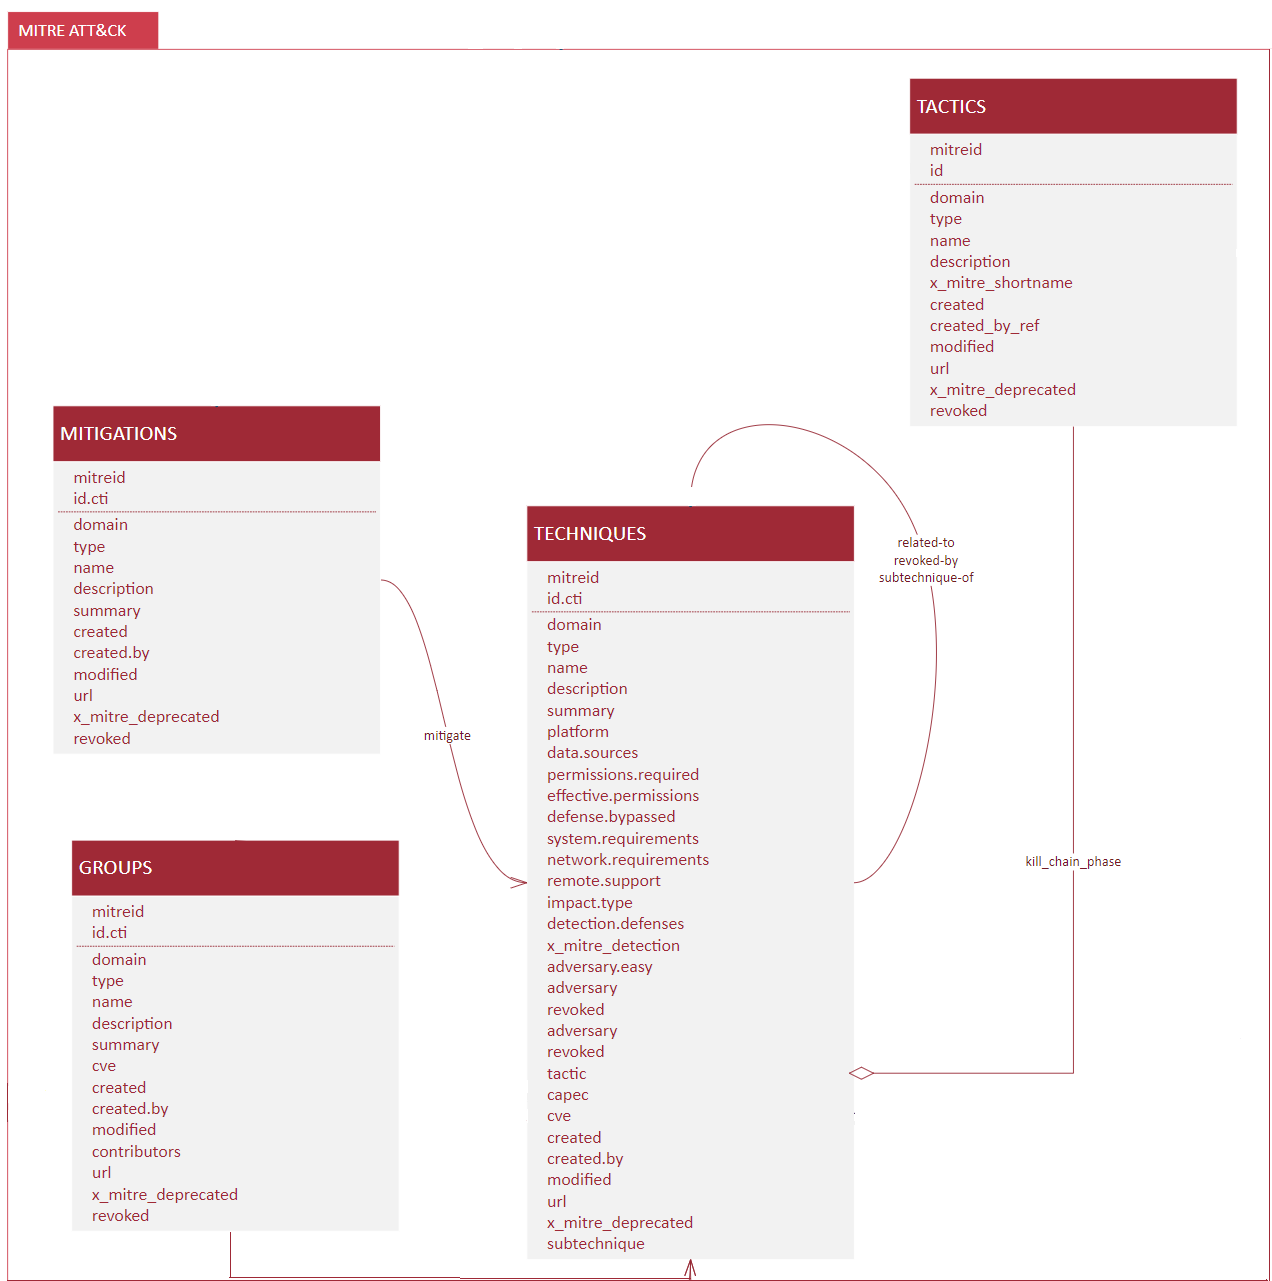 MITRE ATT&CK
TACTICS
mitreid
id
domain
type
name
description
x_mitre_shortname
created
created_by_ref
modified
url
x_mitre_deprecated
revoked
MITIGATIONS
mitreid
id.cti
domain
type
name
description
summary
created
created.by
modified
url
x_mitre_deprecated
revoked
mitigate
TECHNIQUES
mitreid
id.cti
domain
type
name
description
summary
platform
data.sources
permissions.required
effective.permissions
defense.bypassed
system.requirements
network.requirements
remote.support
impact.type
detection.defenses
x_mitre_detection
adversary.easy
adversary
revoked
adversary
revoked
tactic
capec
cve
created
created.by
modified
url
x_mitre_deprecated
subtechnique
related-to
revoked-by
subtechnique-of
kill_chain_phase
GROUPS
mitreid
id.cti
domain
type
name
description
summary
cve
created
created.by
modified
contributors
url
x_mitre_deprecated
revoked